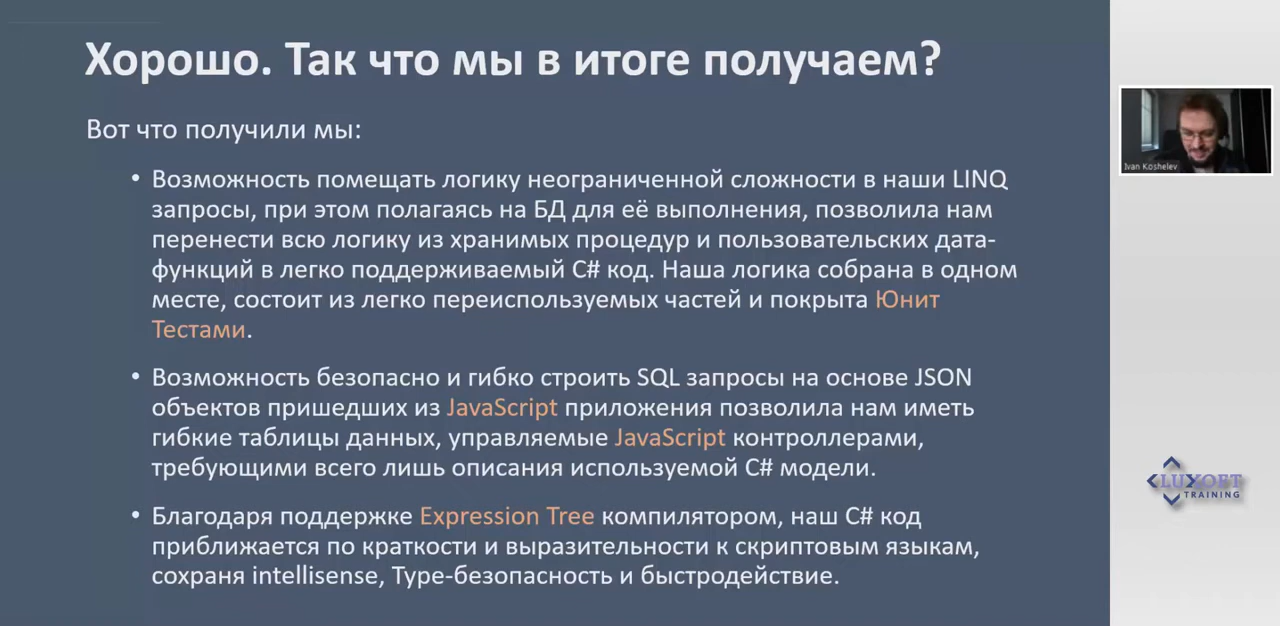 Хорошо. Так что мы в итоге получаем?
Вот что получили мы:
• Возможность помещать логику неограниченной сложности в наши LINQ
запросы, при этом полагаясь на БД для её выполнения, позволила нам
перенести всю логику из хранимых процедур и пользовательских дата-
функций в легко поддерживаемый C# код. Наша логика собрана в одном
месте, состоит из легко переиспользуемых частей и покрыта Юнит
Тестами.
• Возможность безопасно и гибко строить SQL запросы на основе JSON
объектов пришедших из JavaScript приложения позволила нам иметь
гибкие таблицы данных, управляемые JavaScript контроллерами,
требующими всего лишь описания используемой C# модели.
• Благодаря поддержке Expression Tree компилятором, наш C# код
приближается по краткости и выразительности к скриптовым языкам,
сохраня intellisense, Type-безопасность и быстродействие.
Ivan Koshelev
LUXOFT
TRAINING